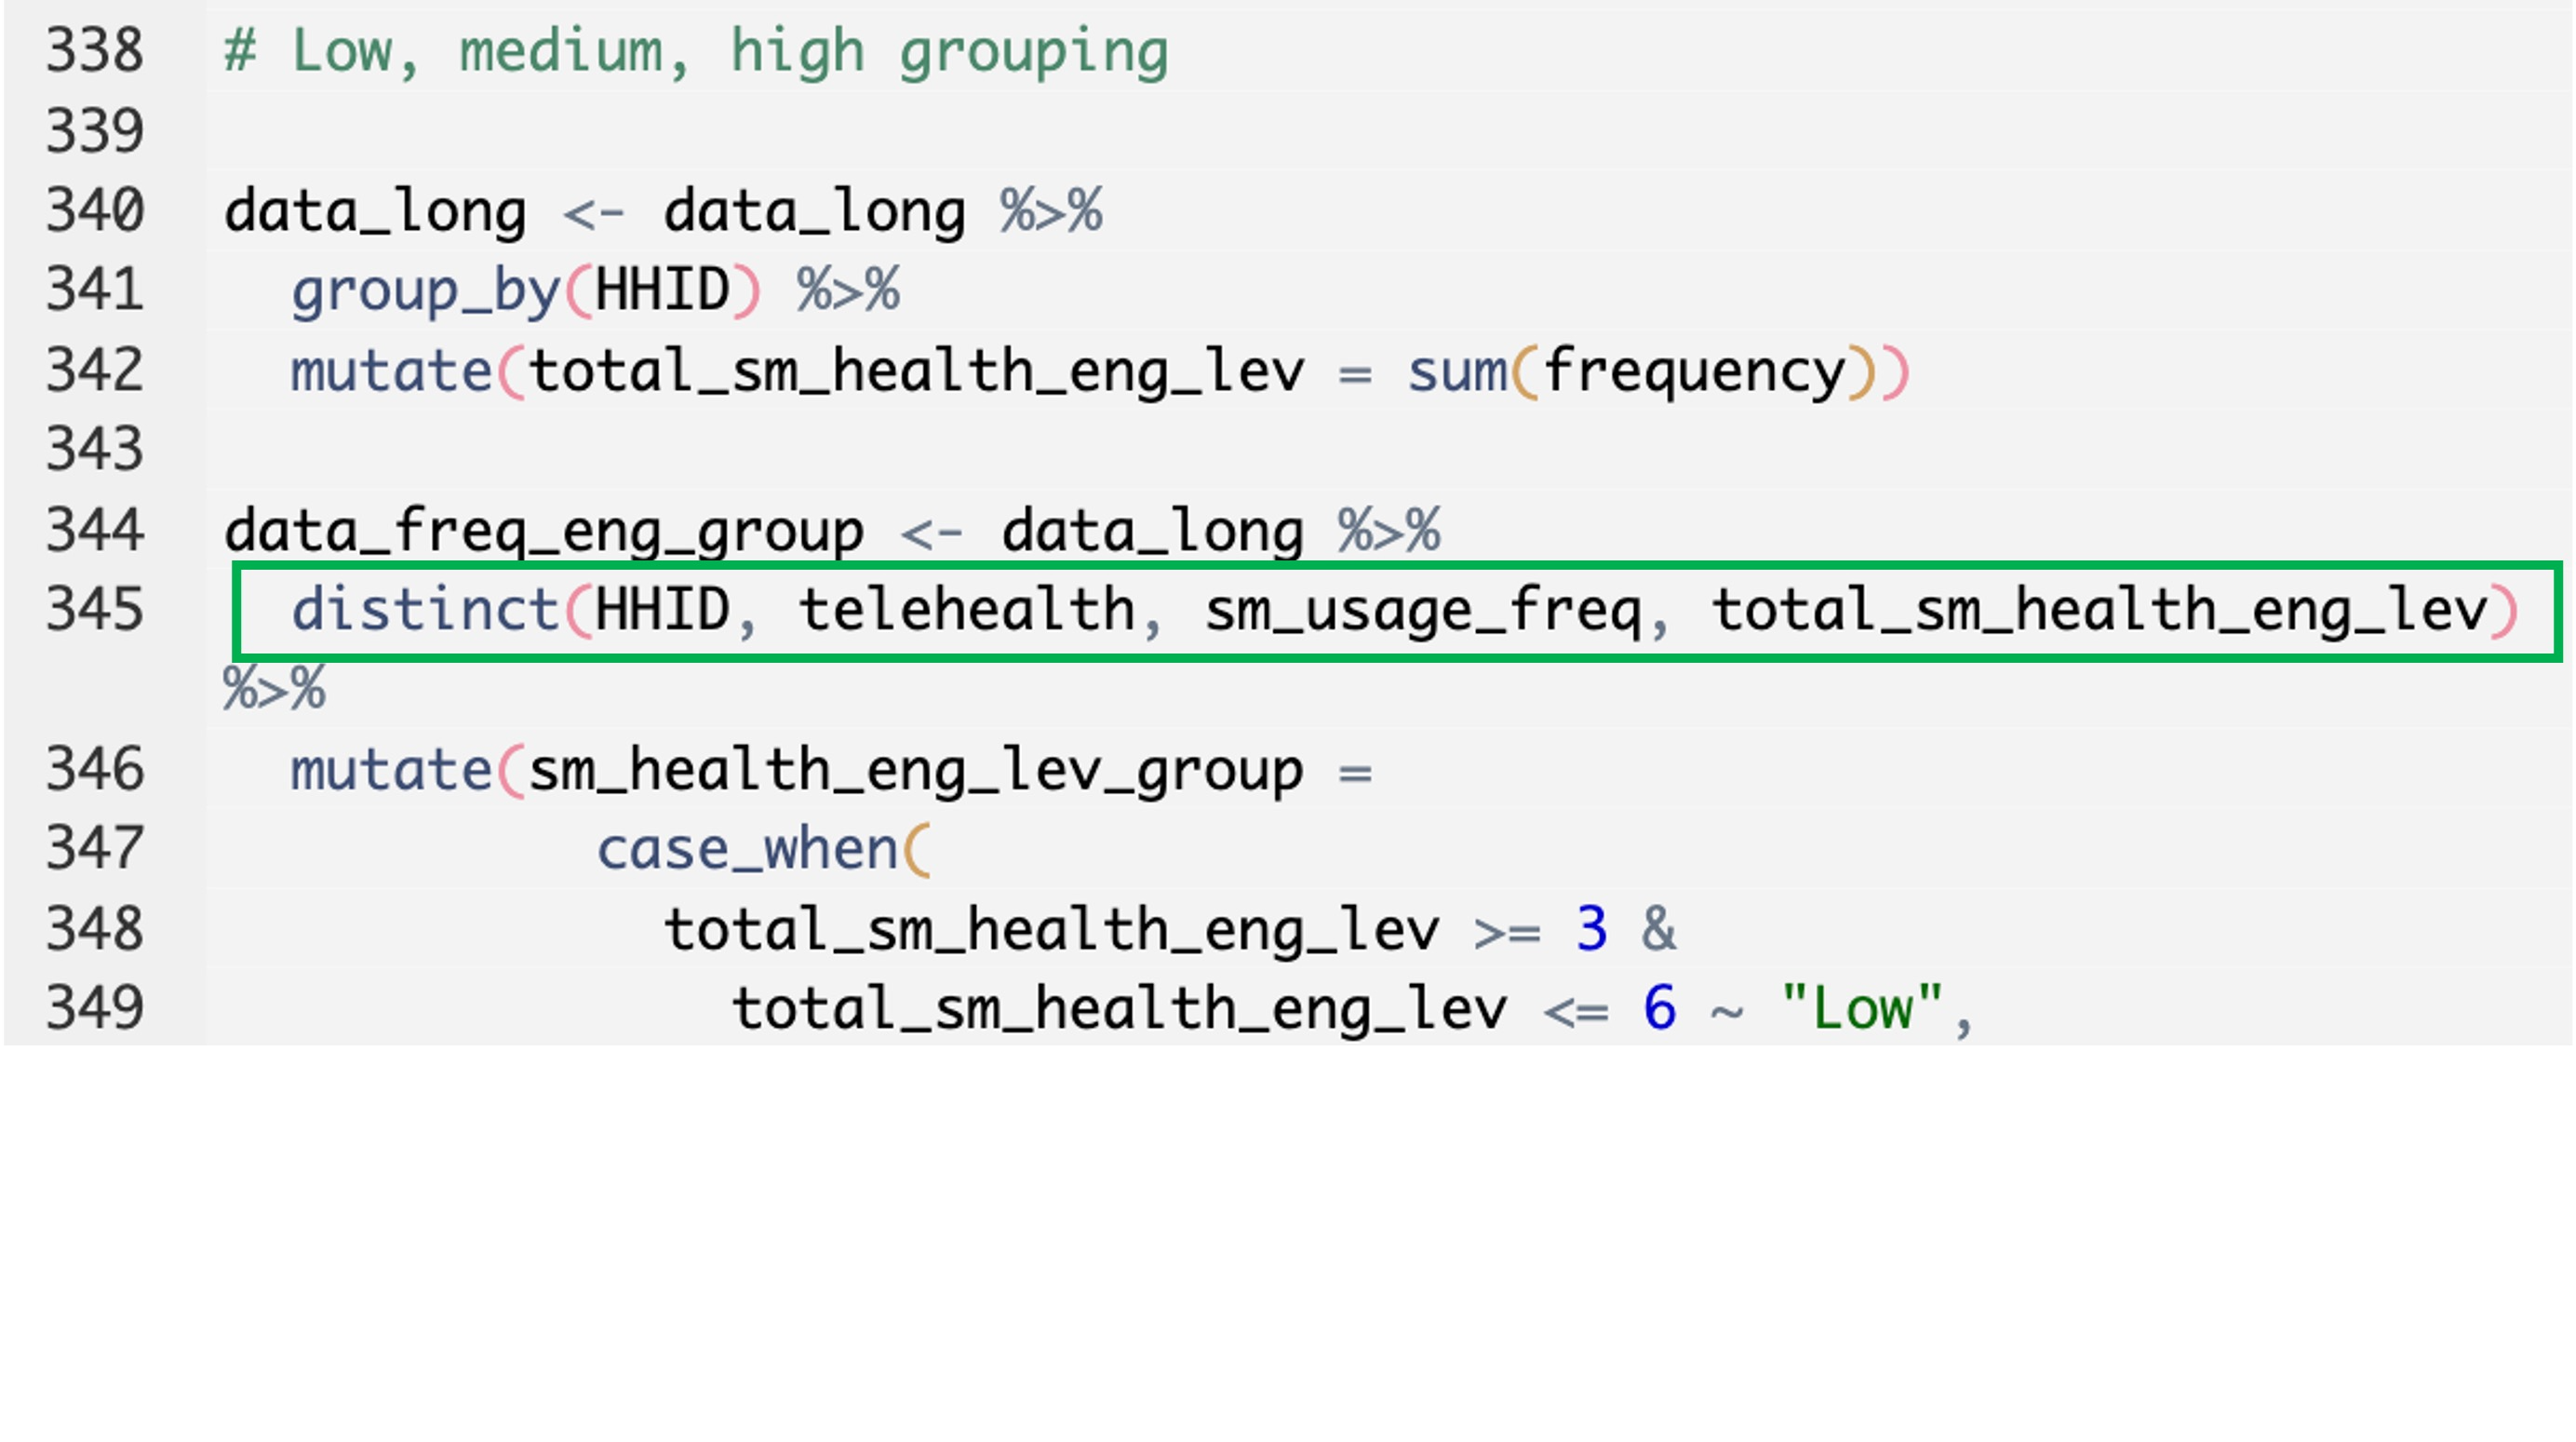 338 # Low, medium, high grouping
339
340 data_long <- data_long %>%
341   group_by(HHID) %>%
342   mutate(total_sm_health_eng_lev = sum(frequency))
343
344 data_freq_eng_group <- data_long %>%
345   distinct(HHID, telehealth, sm_usage_freq, total_sm_health_eng_lev)
%>%
346   mutate(sm_health_eng_lev_group =
347            case_when(
348              total_sm_health_eng_lev >= 3 &
349                total_sm_health_eng_lev <= 6 ~ "Low",